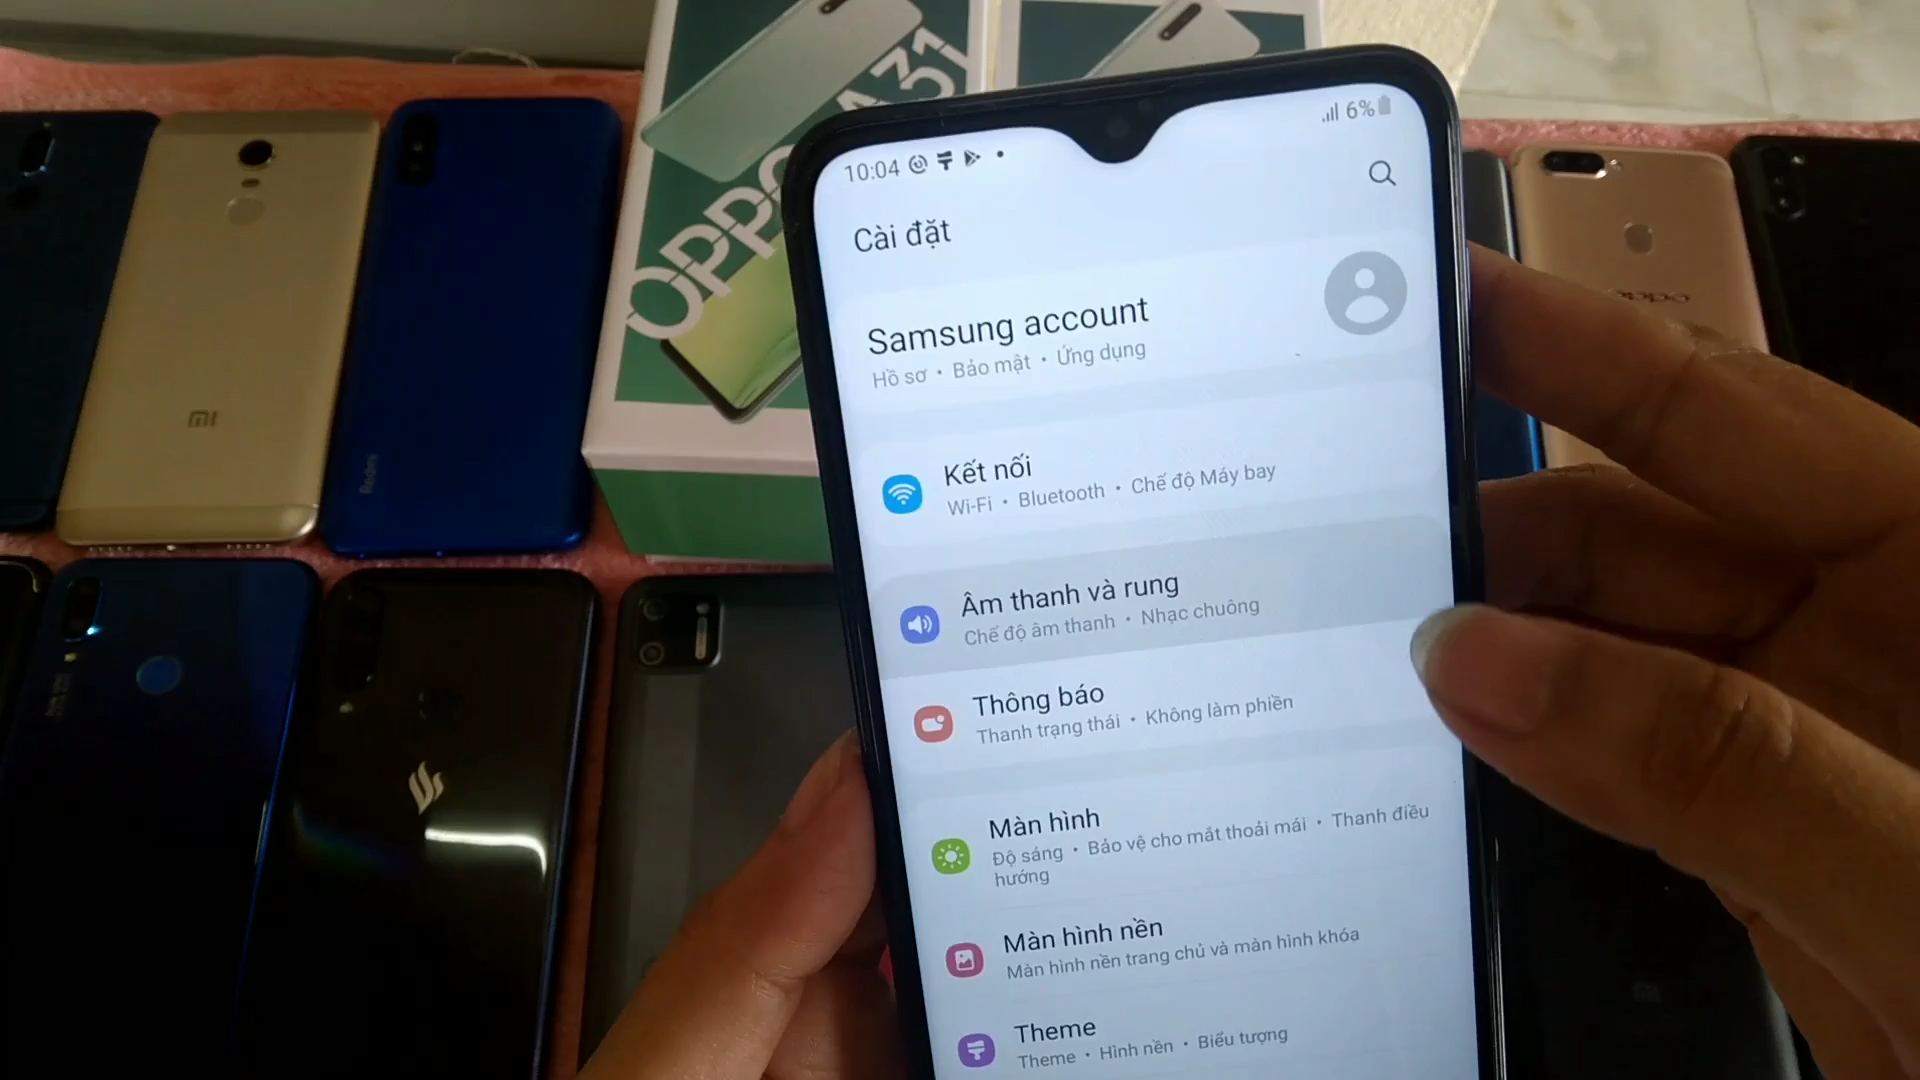 OPPO A31
10:04
6%
Cài đặt
Samsung account
Hồ sơ • Bảo mật • Ứng dụng
Kết nối
Wi-Fi • Bluetooth • Chế độ Máy bay
Âm thanh và rung
Chế độ âm thanh • Nhạc chuông
Thông báo
Thanh trạng thái • Không làm phiền
Màn hình
Độ sáng • Bảo vệ cho mắt thoải mái • Thanh điều
hướng
Màn hình nền
Màn hình nền trang chủ và màn hình khóa
Theme
Theme • Hình nền • Biểu tượng
mi
Redmi
oppo